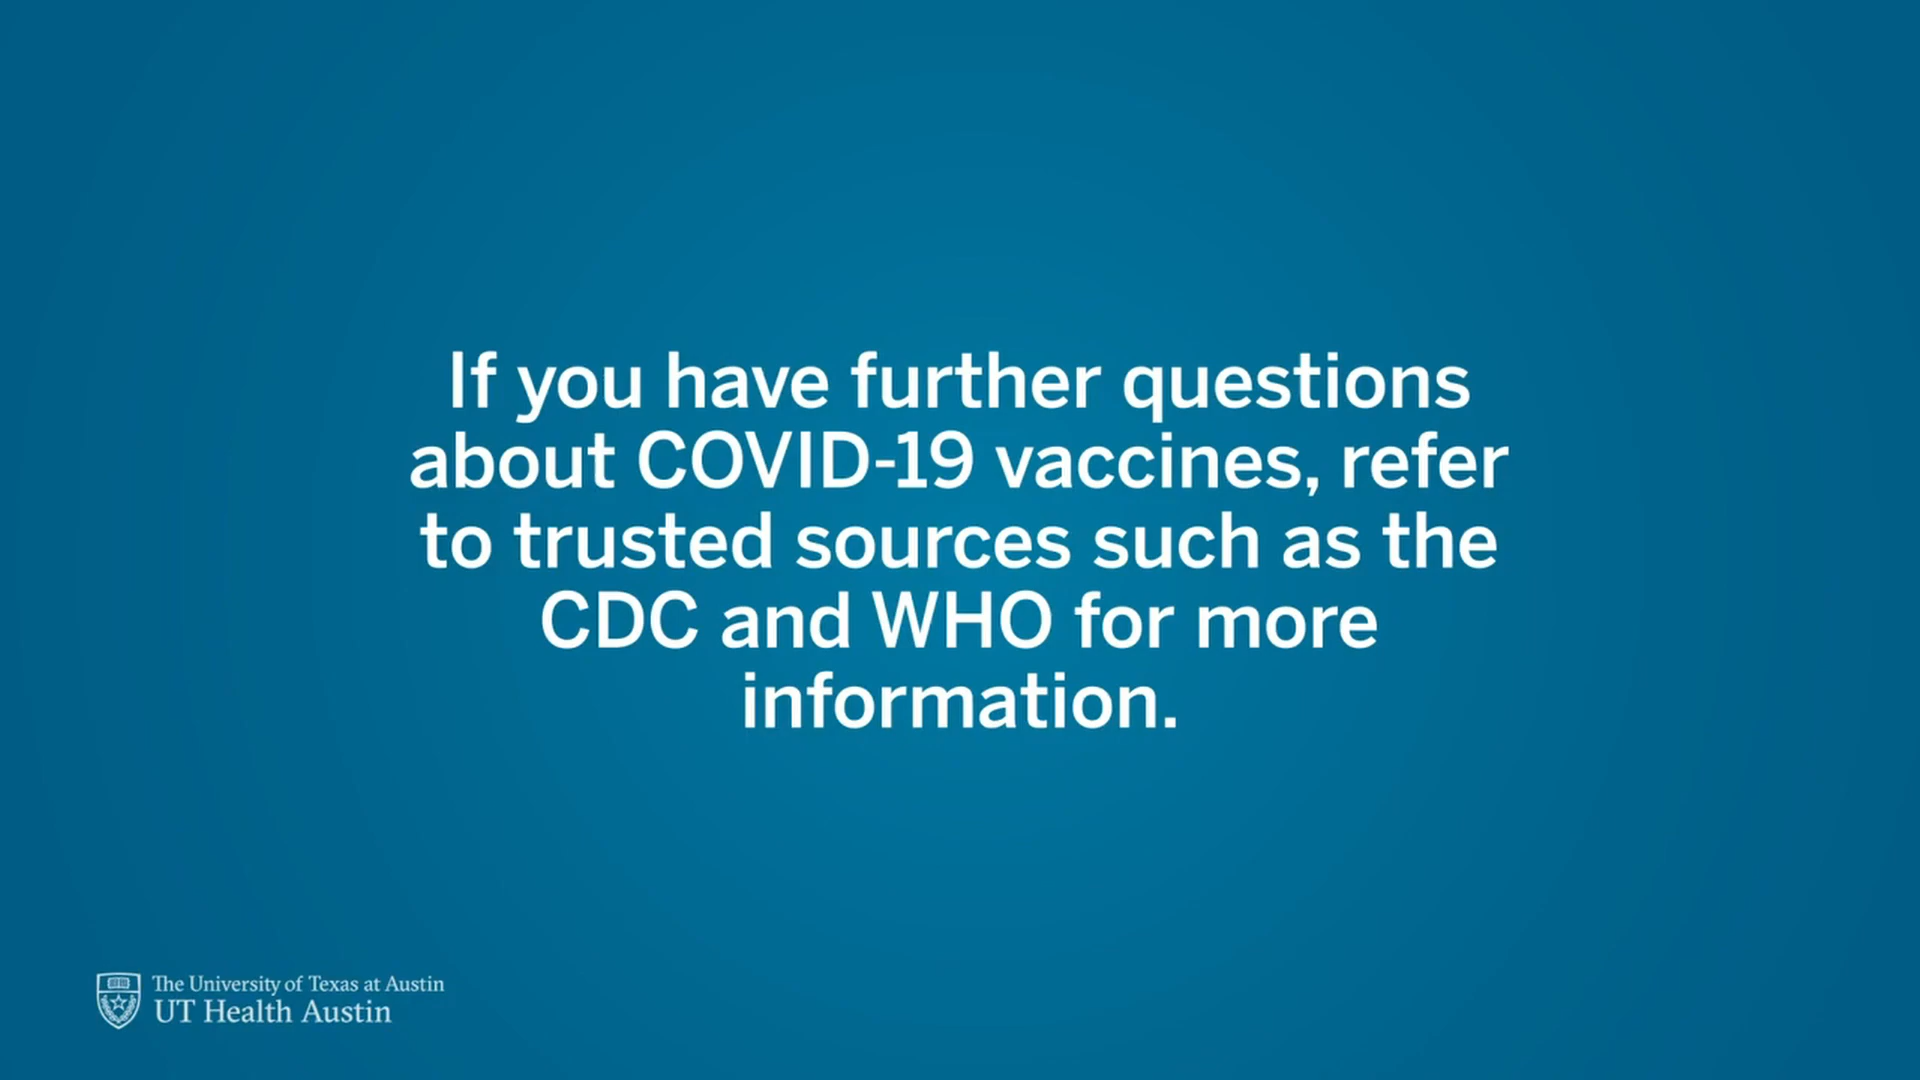 If you have further questions
about COVID-19 vaccines, refer
to trusted sources such as the
CDC and WHO for more
information.
The University of Texas at Austin
UT Health Austin